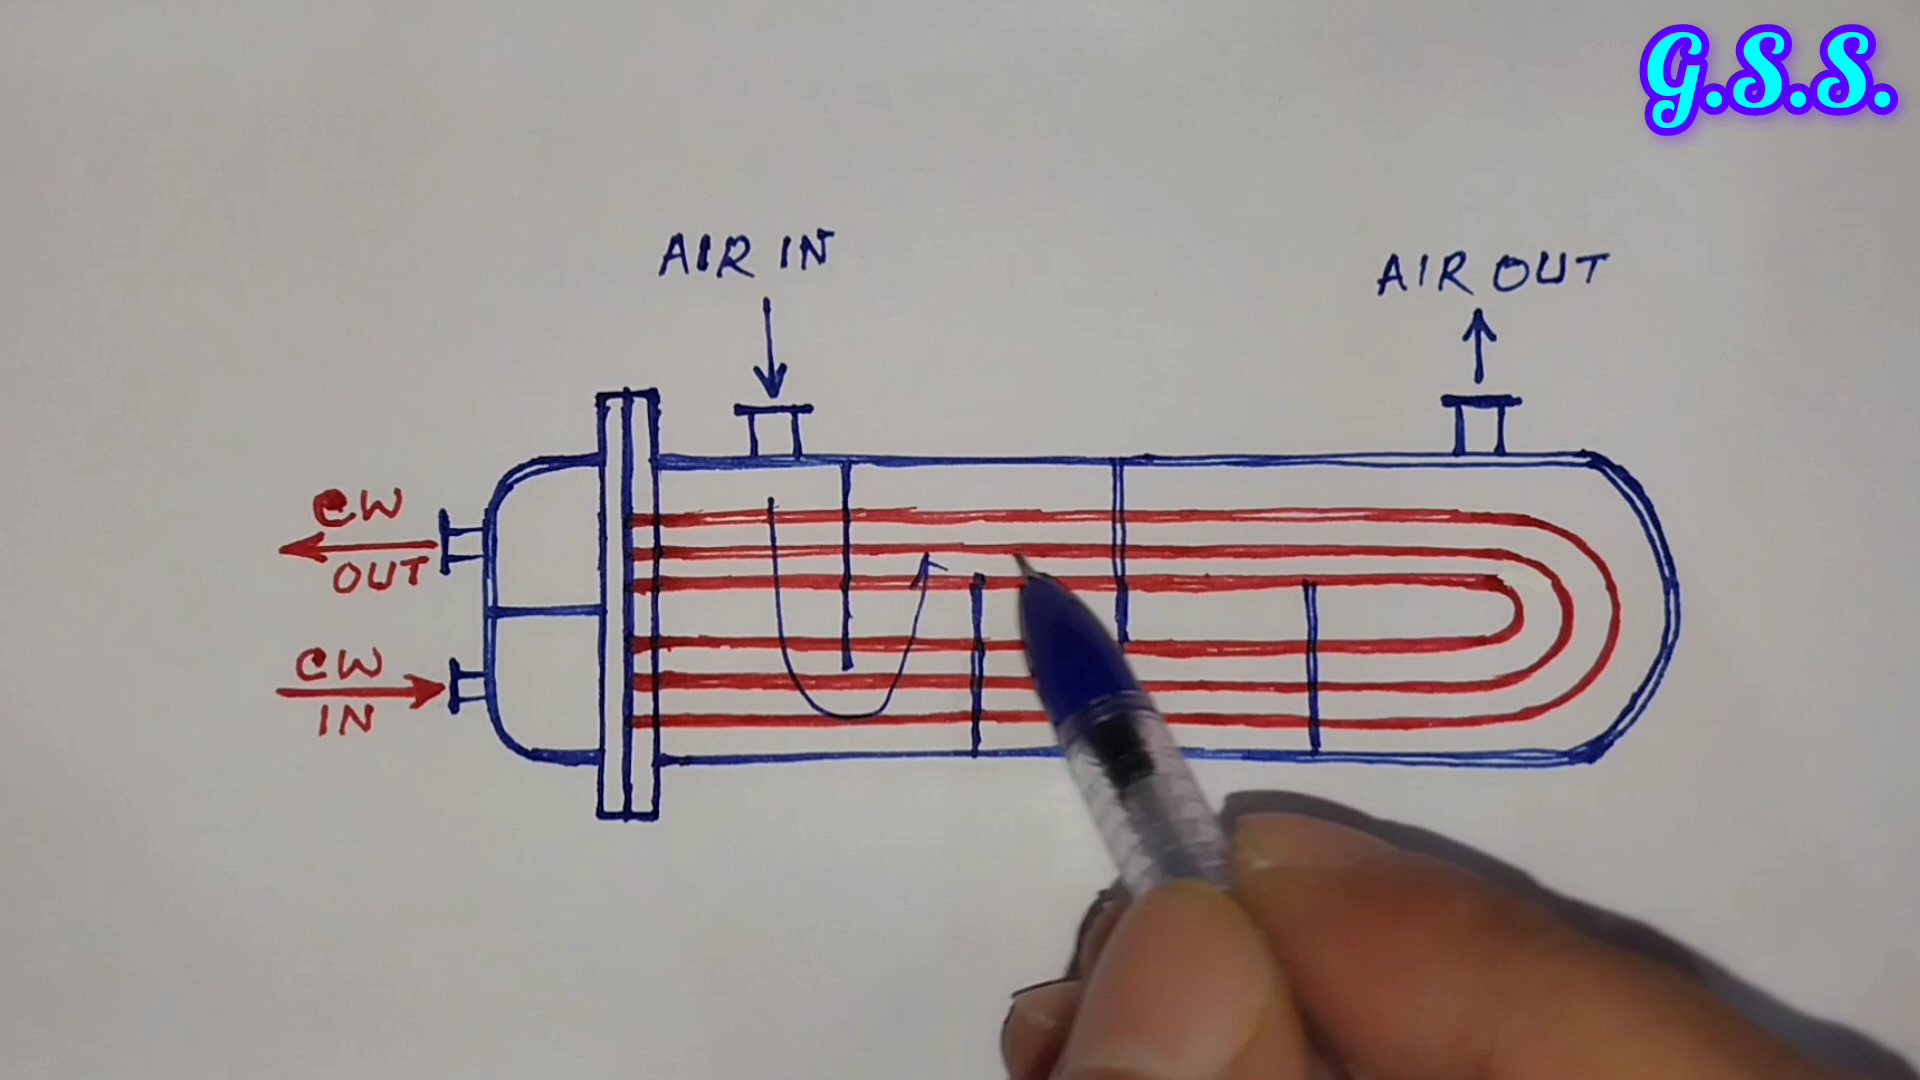 G.S.S.
AIR IN
AIR OUT
CW
OUT
CW
IN